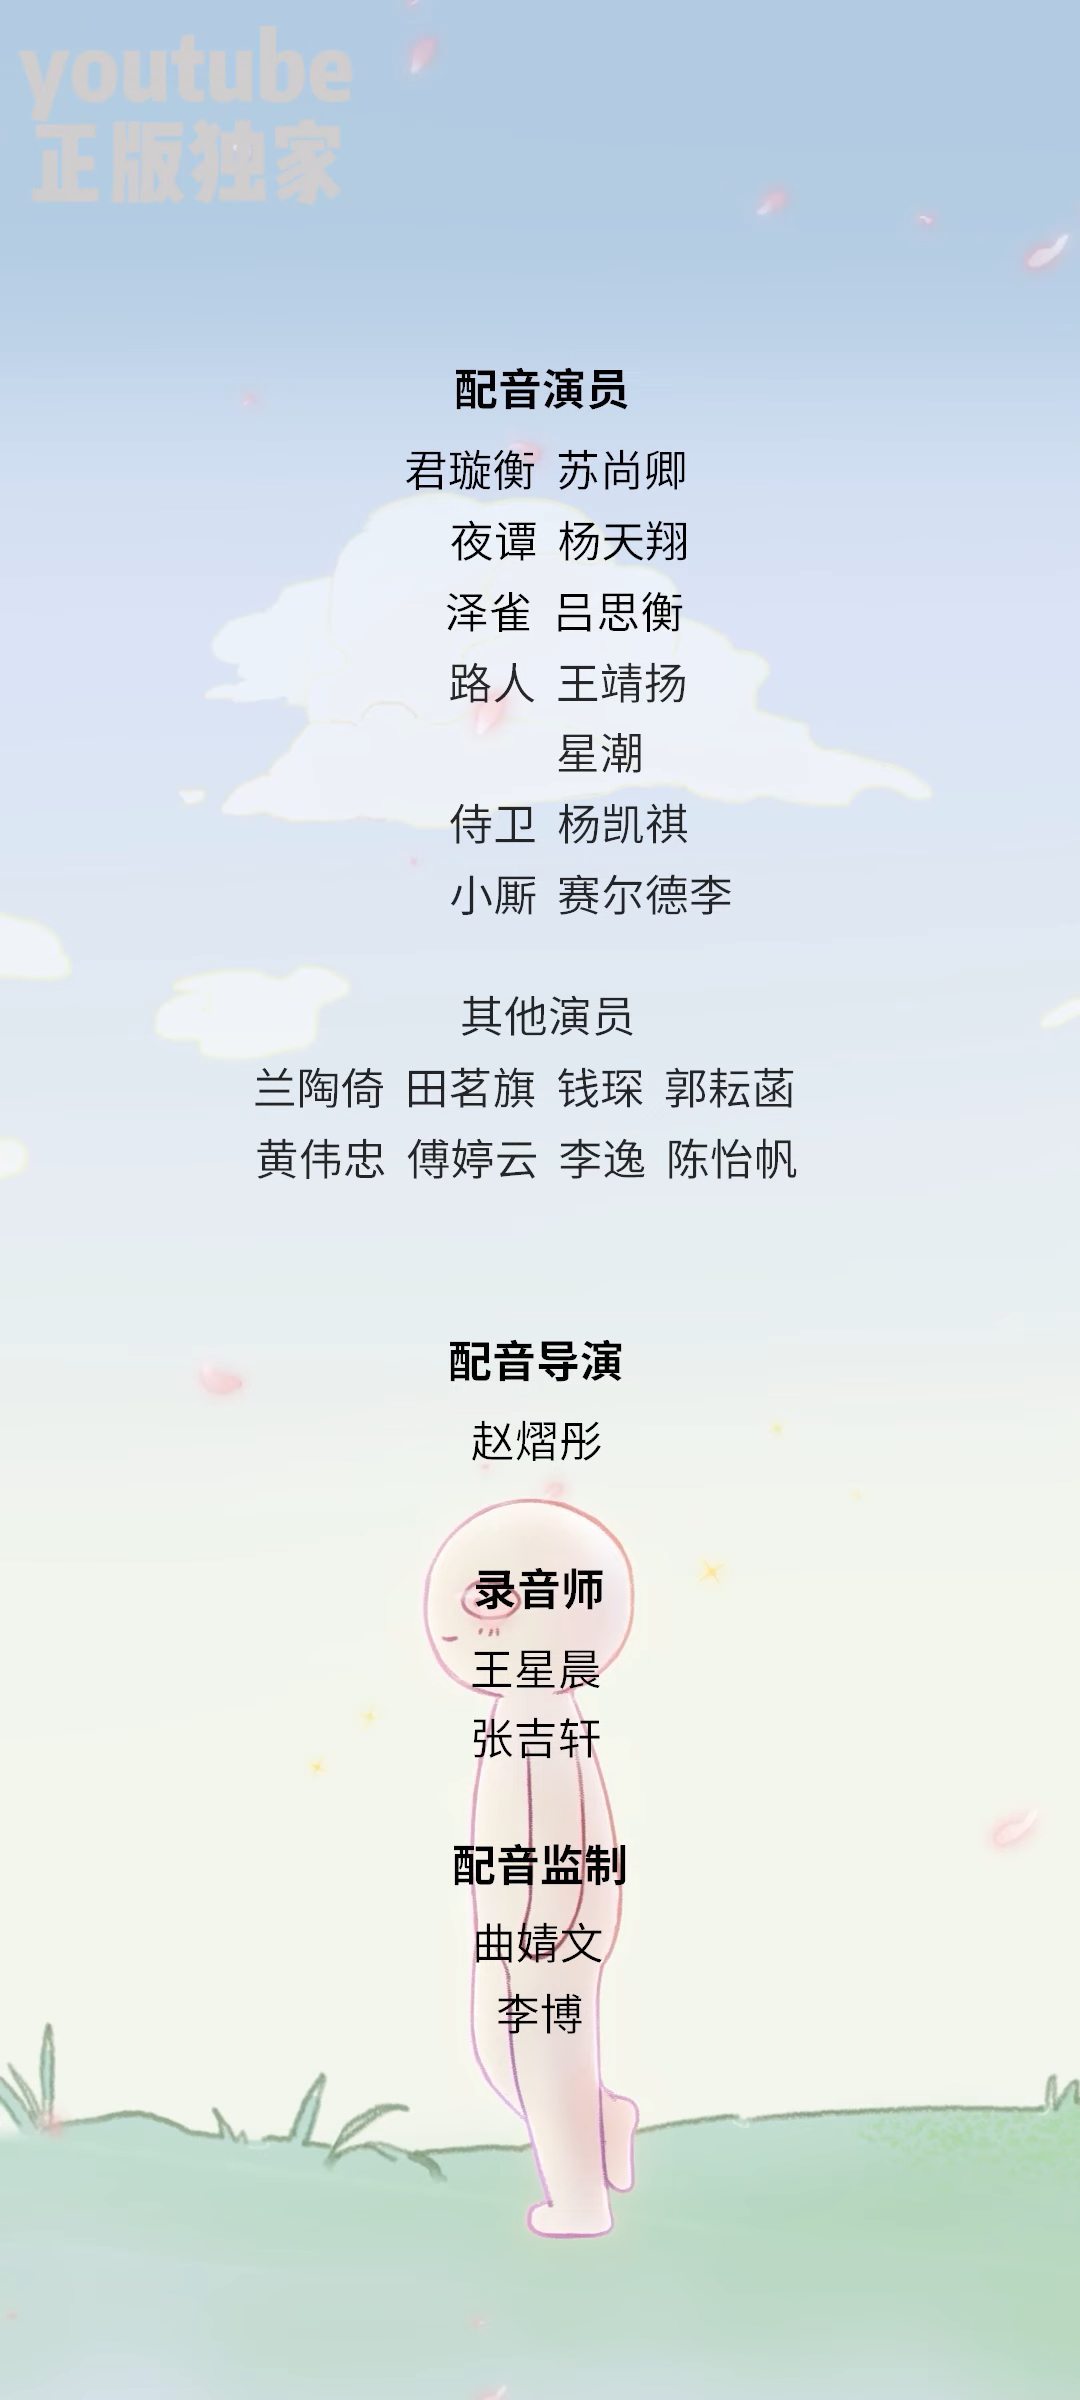 youtube
正版独家
配音演员
君璇衡 苏尚卿
夜谭 杨天翔
泽雀 吕思衡
路人 王靖扬
星潮
侍卫 杨凯祺
小厮 赛尔德李
其他演员
兰陶倚 田茗旗 钱琛 郭耘菡
黄伟忠 傅婷云 李逸 陈怡帆
配音导演
赵熠彤
录音师
王星晨
张吉轩
配音监制
曲婧文
李博